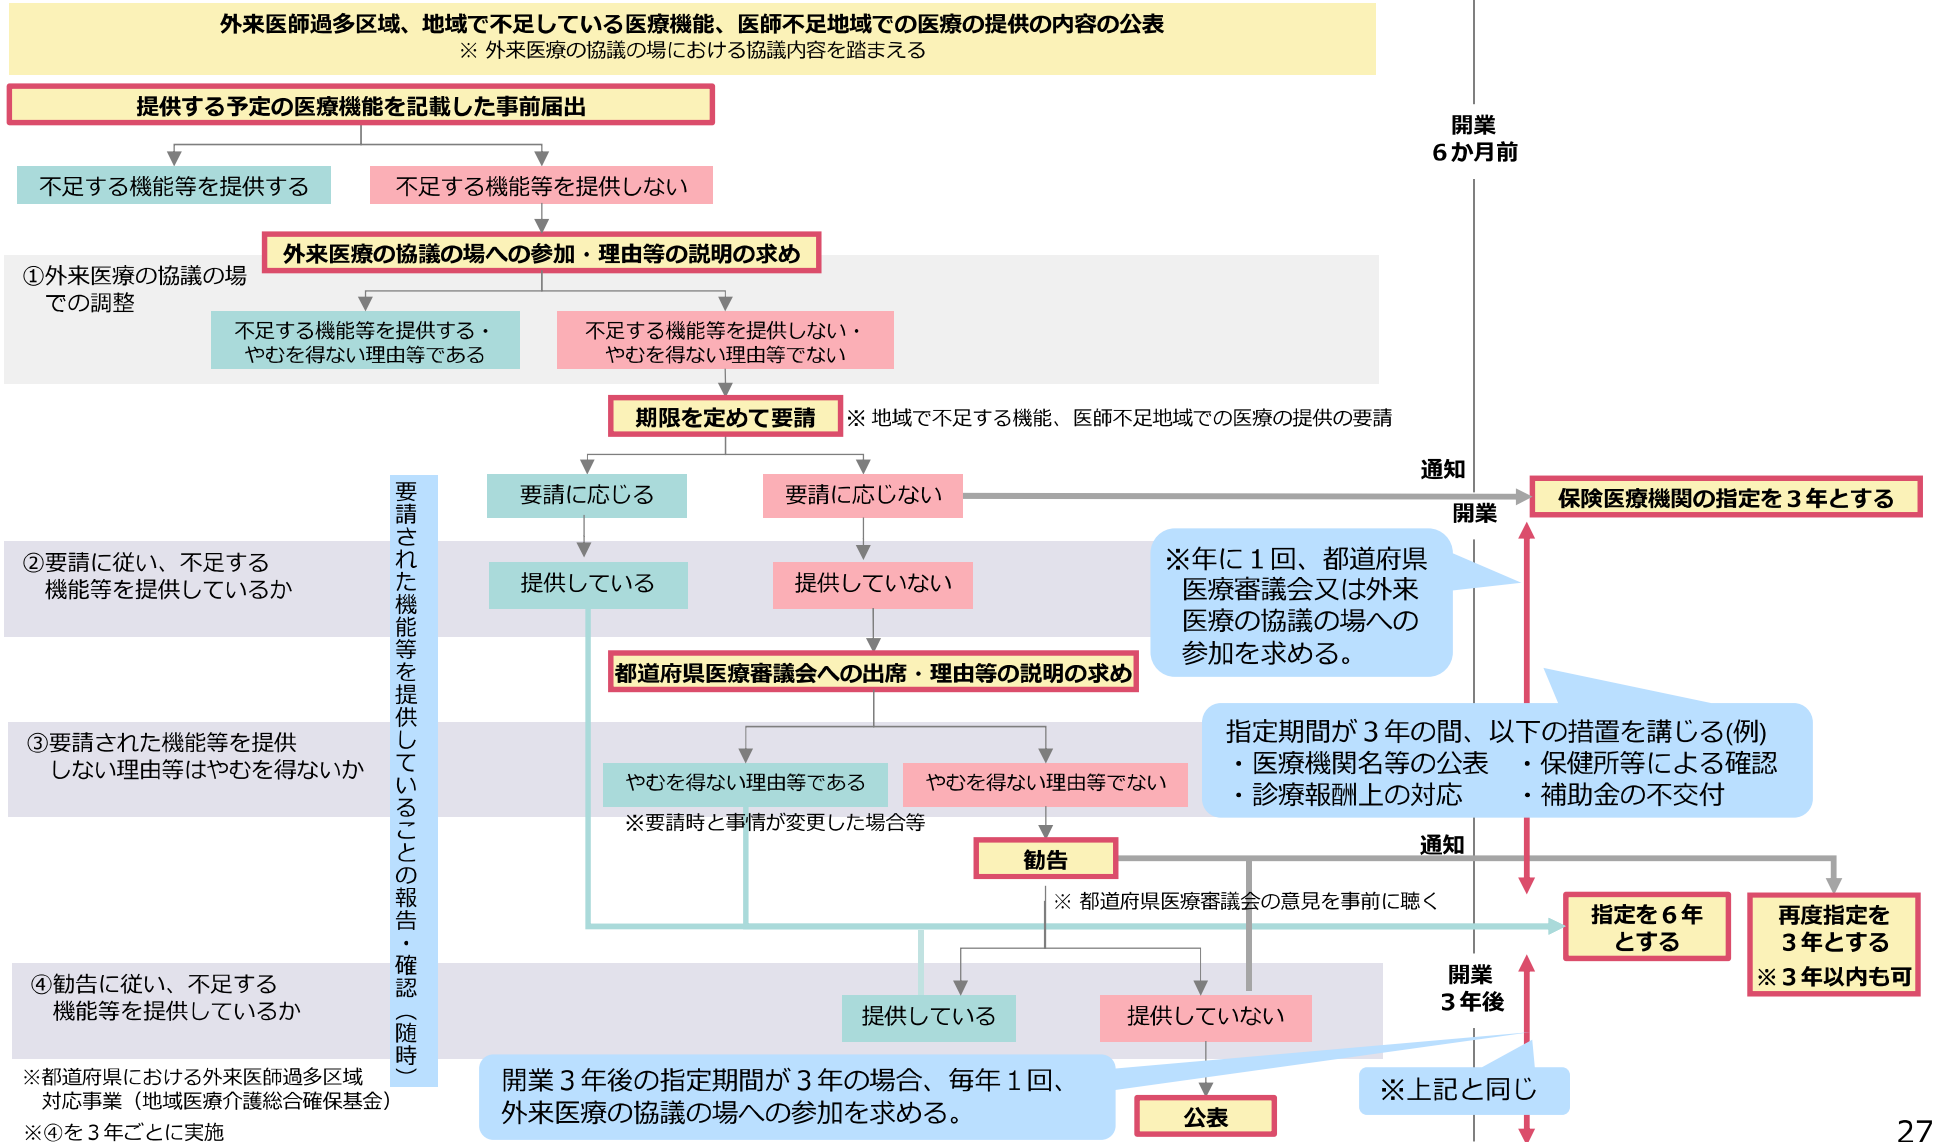 外来医師過多区域、地域で不足している医療機能、医師不足地域での医療の提供の内容の公表
※ 外来医療の協議の場における協議内容を踏まえる
提供する予定の医療機能を記載した事前届出
開業
６か月前
不足する機能等を提供する
不足する機能等を提供しない
外来医療の協議の場への参加・理由等の説明の求め
①外来医療の協議の場
での調整
不足する機能等を提供する・
やむを得ない理由等である
不足する機能等を提供しない・
やむを得ない理由等でない
期限を定めて要請
※ 地域で不足する機能、医師不足地域での医療の提供の要請
要請された機能等を提供していることの報告・確認（随時）
要請に応じる
要請に応じない
通知
保険医療機関の指定を３年とする
開業
②要請に従い、不足する
機能等を提供しているか
提供している
提供していない
※年に１回、都道府県
医療審議会又は外来
医療の協議の場への
参加を求める。
都道府県医療審議会への出席・理由等の説明の求め
③要請された機能等を提供
しない理由等はやむを得ないか
やむを得ない理由等である
やむを得ない理由等でない
※要請時と事情が変更した場合等
指定期間が３年の間、以下の措置を講じる(例)
・医療機関名等の公表　・保健所等による確認
・診療報酬上の対応　　・補助金の不交付
勧告
通知
※ 都道府県医療審議会の意見を事前に聴く
指定を６年
とする
再度指定を
３年とする
※３年以内も可
開業
３年後
④勧告に従い、不足する
機能等を提供しているか
提供している
提供していない
※都道府県における外来医師過多区域
対応事業（地域医療介護総合確保基金）
※④を３年ごとに実施
開業３年後の指定期間が３年の場合、毎年１回、
外来医療の協議の場への参加を求める。
公表
※上記と同じ
27